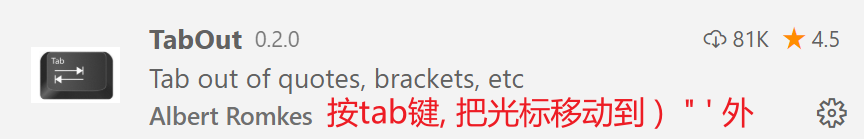 TabOut 0.2.0 81K 4.5
Tab
Tab out of quotes, brackets, etc
Albert Romkes 按tab键, 把光标移动到 ) " ' 外